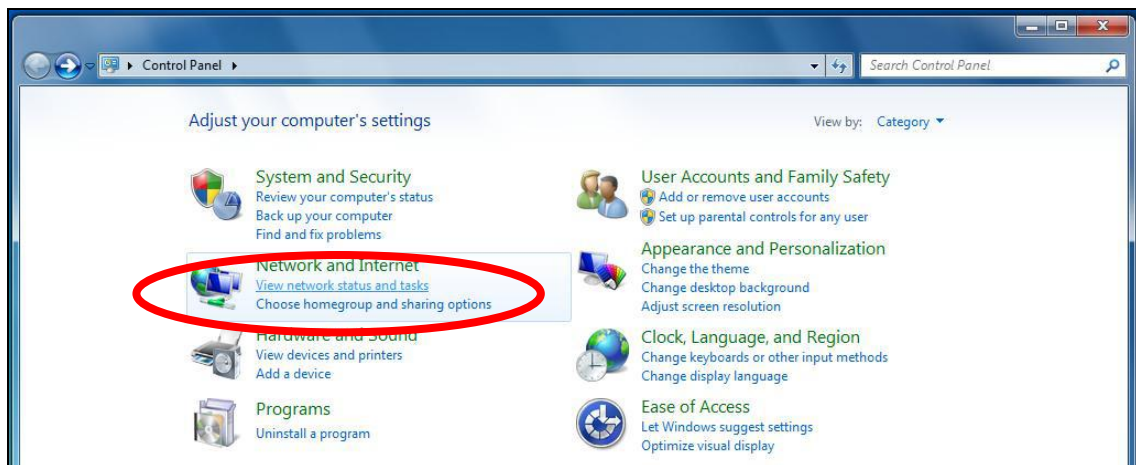 Control Panel
Search Control Panel
Adjust your computer's settings
View by: Category
System and Security
Review your computer's status
Back up your computer
Find and fix problems
Network and Internet
View network status and tasks
Choose homegroup and sharing options
Hardware and Sound
View devices and printers
Add a device
Programs
Uninstall a program
User Accounts and Family Safety
Add or remove user accounts
Set up parental controls for any user
Appearance and Personalization
Change the theme
Change desktop background
Adjust screen resolution
Clock, Language, and Region
Change keyboards or other input methods
Change display language
Ease of Access
Let Windows suggest settings
Optimize visual display